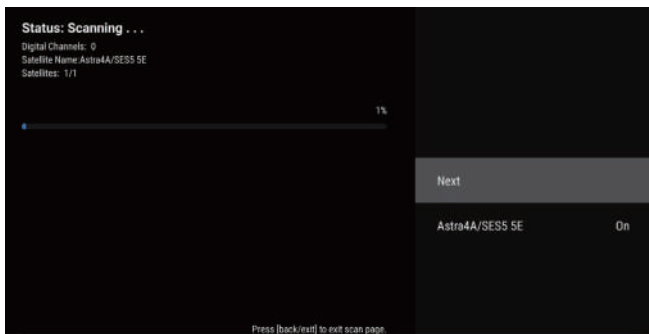 Status: Scanning . . .
Digital Channels: 0
Satellite Name:Astra4A/SES5 5E
Satellites: 1/1
1%
Next
Astra4A/SES5 5E On
Press [back/exit] to exit scan page.